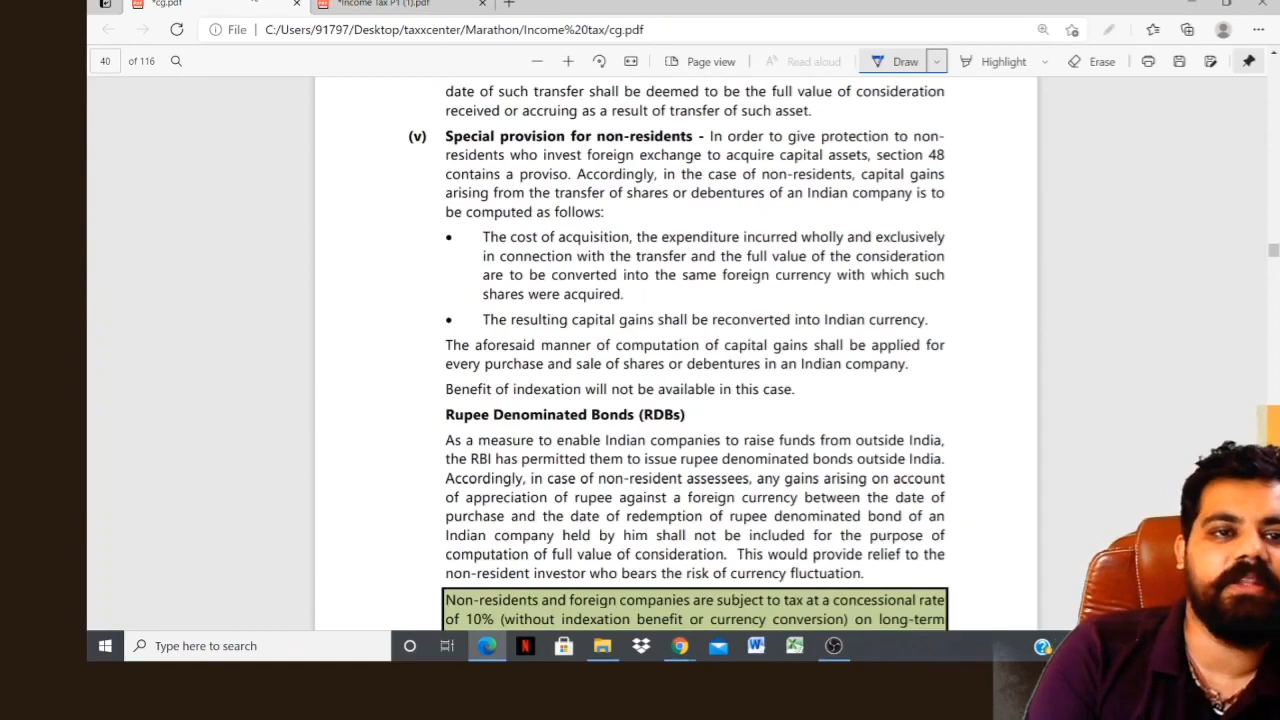 *cg.pdf
*Income Tax P1 (1).pdf
File C:/Users/91797/Desktop/taxxcenter/Marathon/Income%20tax/cg.pdf
40 of 116
Page view
Read aloud
Draw
Highlight
Erase
date of such transfer shall be deemed to be the full value of consideration
received or accruing as a result of transfer of such asset.
(v) Special provision for non-residents - In order to give protection to non-
residents who invest foreign exchange to acquire capital assets, section 48
contains a proviso. Accordingly, in the case of non-residents, capital gains
arising from the transfer of shares or debentures of an Indian company is to
be computed as follows:
• The cost of acquisition, the expenditure incurred wholly and exclusively
in connection with the transfer and the full value of the consideration
are to be converted into the same foreign currency with which such
shares were acquired.
• The resulting capital gains shall be reconverted into Indian currency.
The aforesaid manner of computation of capital gains shall be applied for
every purchase and sale of shares or debentures in an Indian company.
Benefit of indexation will not be available in this case.
Rupee Denominated Bonds (RDBs)
As a measure to enable Indian companies to raise funds from outside India,
the RBI has permitted them to issue rupee denominated bonds outside India.
Accordingly, in case of non-resident assessees, any gains arising on account
of appreciation of rupee against a foreign currency between the date of
purchase and the date of redemption of rupee denominated bond of an
Indian company held by him shall not be included for the purpose of
computation of full value of consideration. This would provide relief to the
non-resident investor who bears the risk of currency fluctuation.
Non-residents and foreign companies are subject to tax at a concessional rate
of 10% (without indexation benefit or currency conversion) on long-term
Type here to search